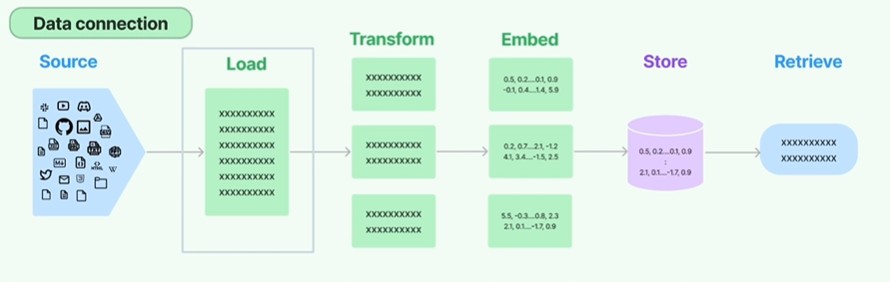 Data connection
Source
Load
Transform
Embed
Store
Retrieve
XXXXXXXXXX
XXXXXXXXXX
XXXXXXXXXX
XXXXXXXXXX
XXXXXXXXXX
XXXXXXXXXX
XXXXXXXXXX
XXXXXXXXXX
XXXXXXXXXX
XXXXXXXXXX
XXXXXXXXXX
XXXXXXXXXX
0.5, 0.2....0.1, 0.9
-0.1, 0.4....1.4, 5.9
0.2, 0.7....2.1, -1.2
4.1, 3.4....-1.5, 2.5
5.5, -0.3....0.8, 2.3
2.1, 0.1....-1.7, 0.9
0.5, 0.2....0.1, 0.9
:
2.1, 0.1....-1.7, 0.9
XXXXXXXXXX
XXXXXXXXXX